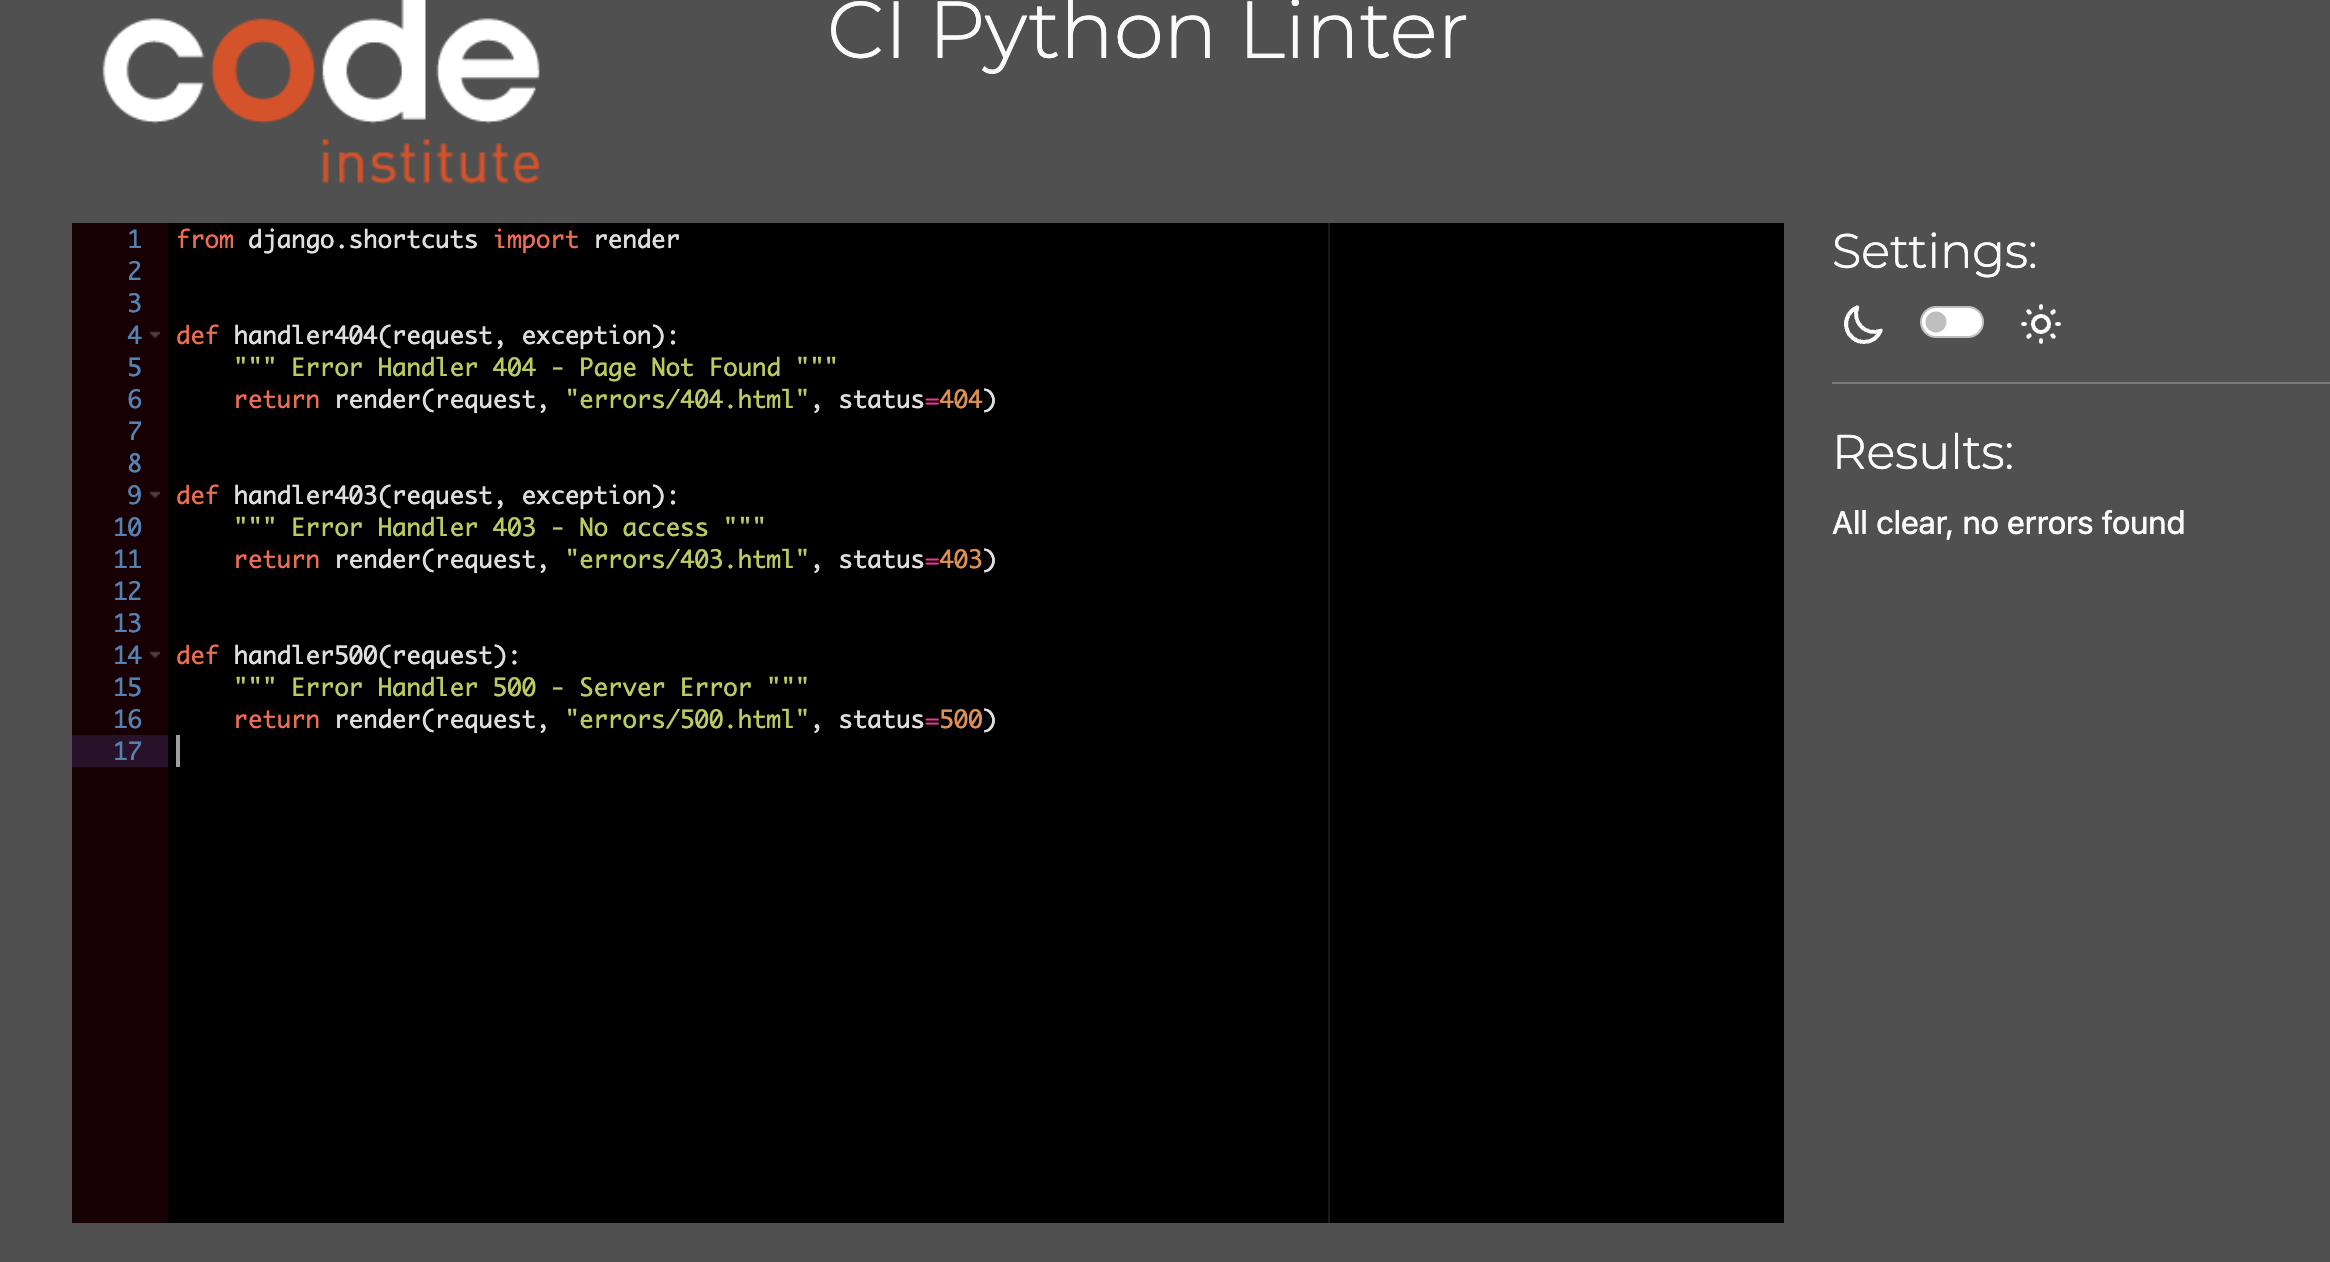 code
institute
CI Python Linter
1 from django.shortcuts import render
2
3
4 def handler404(request, exception):
5     """ Error Handler 404 - Page Not Found """
6     return render(request, "errors/404.html", status=404)
7
8
9 def handler403(request, exception):
10     """ Error Handler 403 - No access """
11     return render(request, "errors/403.html", status=403)
12
13
14 def handler500(request):
15     """ Error Handler 500 - Server Error """
16     return render(request, "errors/500.html", status=500)
17
Settings:
Results:
All clear, no errors found